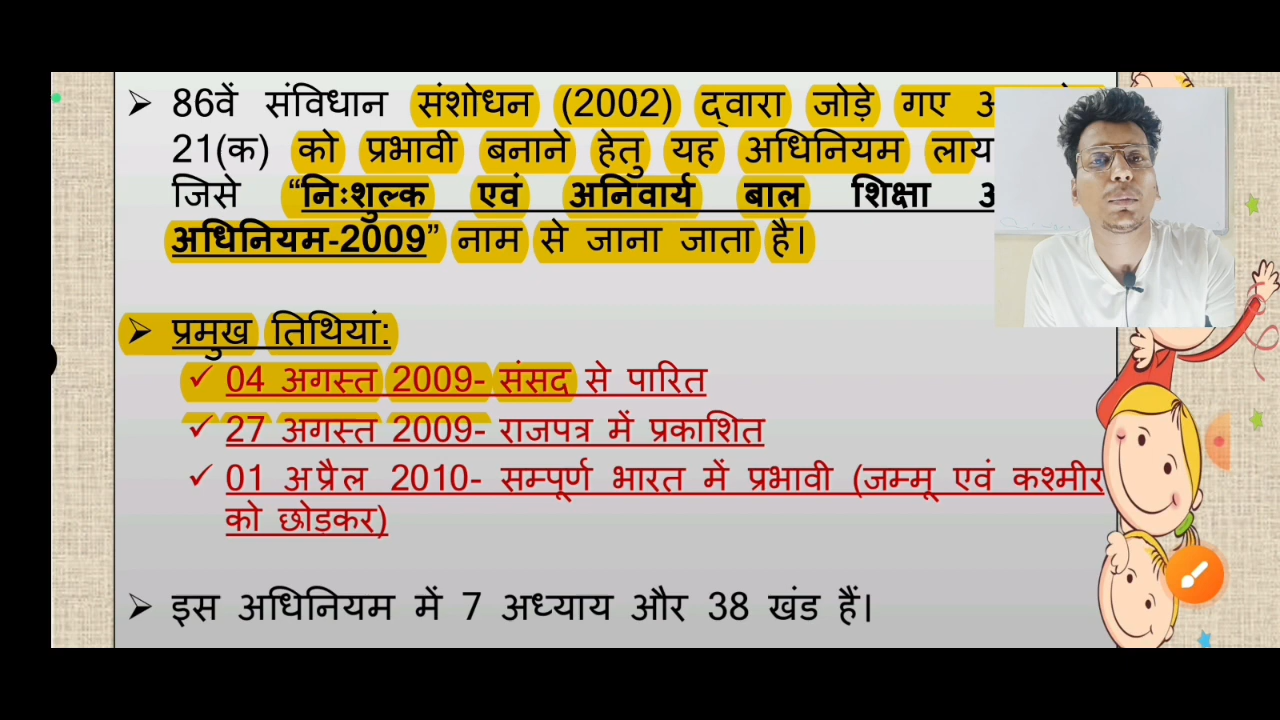 ➢ 86वें संविधान संशोधन (2002) द्वारा जोड़े गए
21(क) को प्रभावी बनाने हेतु यह अधिनियम
जिसे “निःशुल्क एवं अनिवार्य बाल शिक्षा
अधिनियम-2009” नाम से जाना जाता है।
➢ प्रमुख तिथियां:
✓ 04 अगस्त 2009- संसद से पारित
✓ 27 अगस्त 2009- राजपत्र में प्रकाशित
✓ 01 अप्रैल 2010- सम्पूर्ण भारत में प्रभावी (जम्मू एवं कश्मीर
को छोड़कर)
➢ इस अधिनियम में 7 अध्याय और 38 खंड हैं।